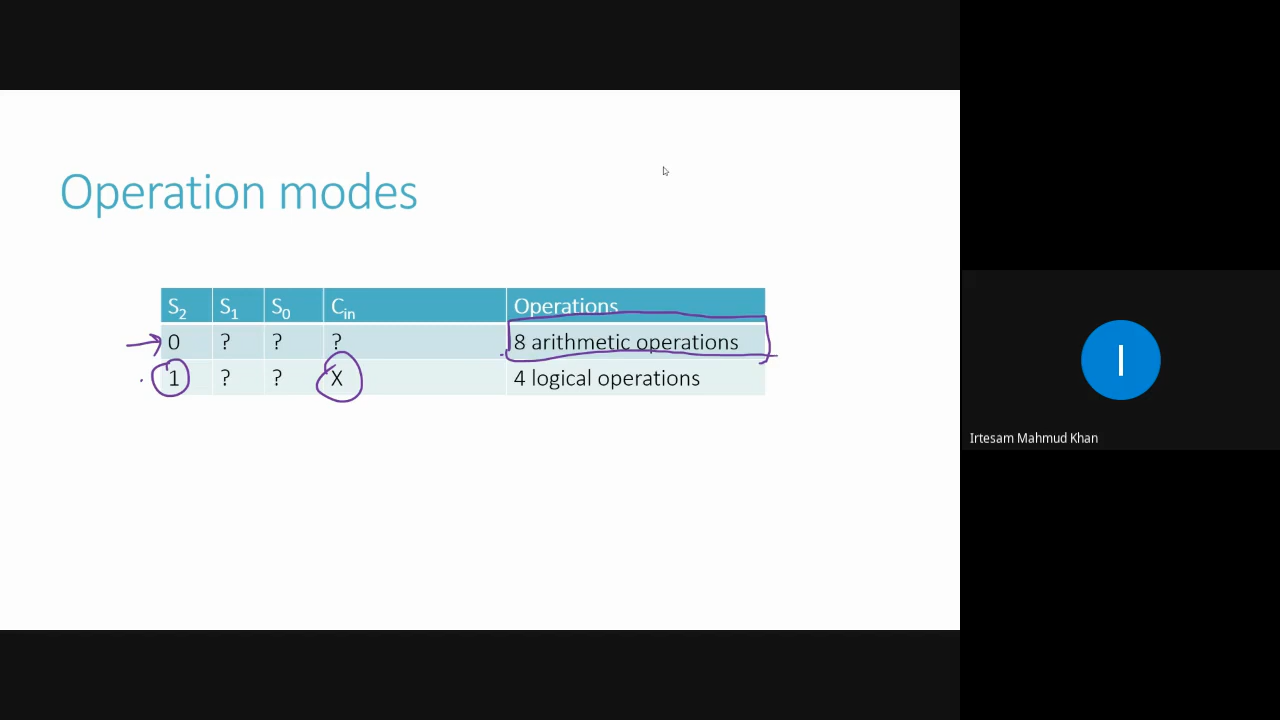 Operation modes
S2 S1 S0 Cin Operations
0 ? ? ? 8 arithmetic operations
1 ? ? X 4 logical operations
I
Irtesam Mahmud Khan